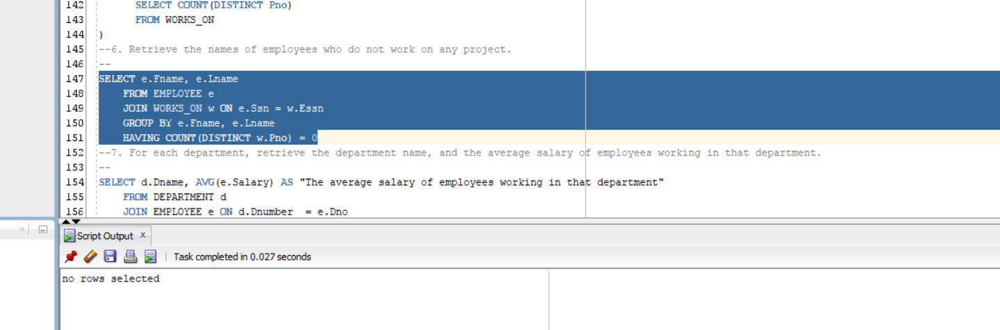 142 SELECT COUNT(DISTINCT Pno)
143 FROM WORKS_ON
144 )
145 --6. Retrieve the names of employees who do not work on any project.
146 --
147 SELECT e.Fname, e.Lname
148 FROM EMPLOYEE e
149 JOIN WORKS_ON w ON e.Ssn = w.Essn
150 GROUP BY e.Fname, e.Lname
151 HAVING COUNT(DISTINCT w.Pno) = 0
152 --7. For each department, retrieve the department name, and the average salary of employees working in that department.
153 --
154 SELECT d.Dname, AVG(e.Salary) AS "The average salary of employees working in that department"
155 FROM DEPARTMENT d
156 JOIN EMPLOYEE e ON d.Dnumber  = e.Dno
Script Output x
Task completed in 0.027 seconds
no rows selected